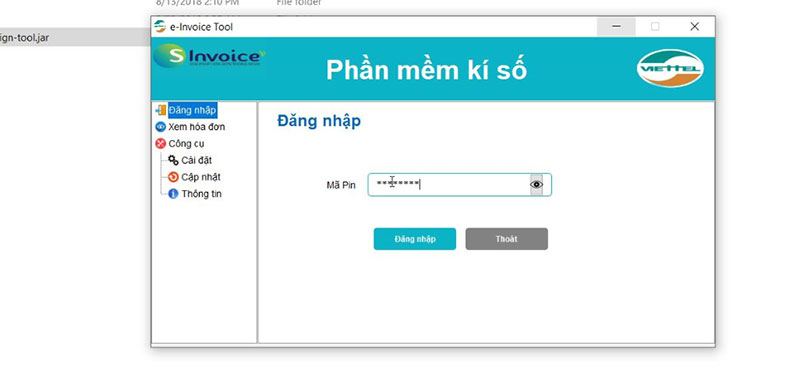 8/13/2018 2:10 PM File folder
ign-tool.jar
e-Invoice Tool
SInvoice
Phần mềm kí số
VIETTEL
Đăng nhập
Xem hóa đơn
Công cụ
Cài đặt
Cập nhật
Thông tin
Đăng nhập
Mã Pin ********
Đăng nhập Thoát